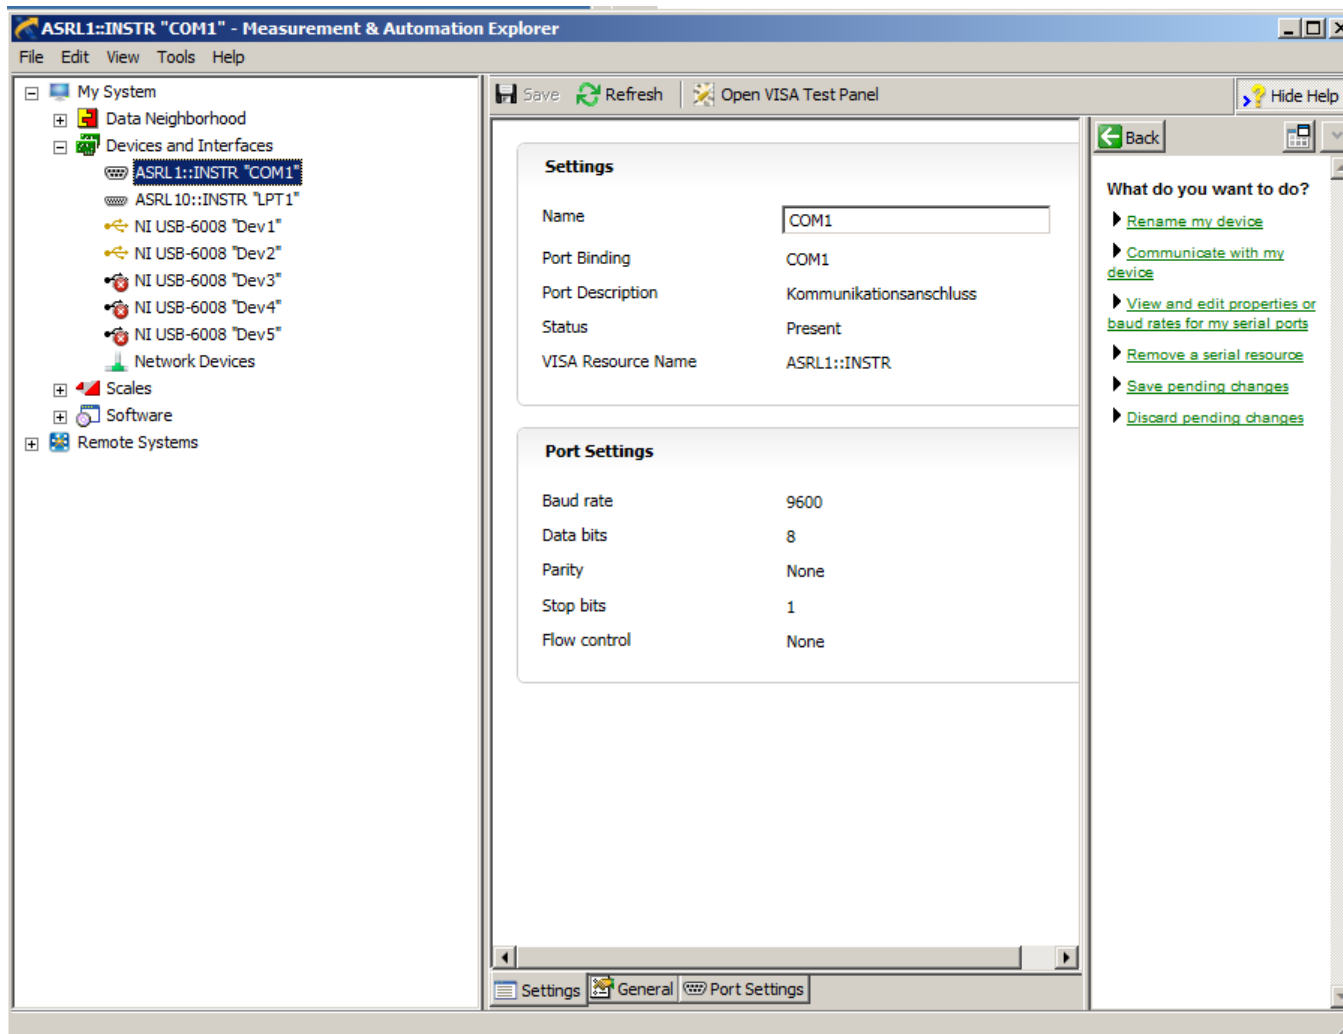 ASRL1::INSTR "COM1" - Measurement & Automation Explorer
File Edit View Tools Help
My System
Data Neighborhood
Devices and Interfaces
ASRL1::INSTR "COM1"
ASRL10::INSTR "LPT1"
NI USB-6008 "Dev1"
NI USB-6008 "Dev2"
NI USB-6008 "Dev3"
NI USB-6008 "Dev4"
NI USB-6008 "Dev5"
Network Devices
Scales
Software
Remote Systems
Save Refresh Open VISA Test Panel
Hide Help
Settings
Name COM1
Port Binding COM1
Port Description Kommunikationsanschluss
Status Present
VISA Resource Name ASRL1::INSTR
Port Settings
Baud rate 9600
Data bits 8
Parity None
Stop bits 1
Flow control None
Settings General Port Settings
Back
What do you want to do?
Rename my device
Communicate with my
device
View and edit properties or
baud rates for my serial ports
Remove a serial resource
Save pending changes
Discard pending changes